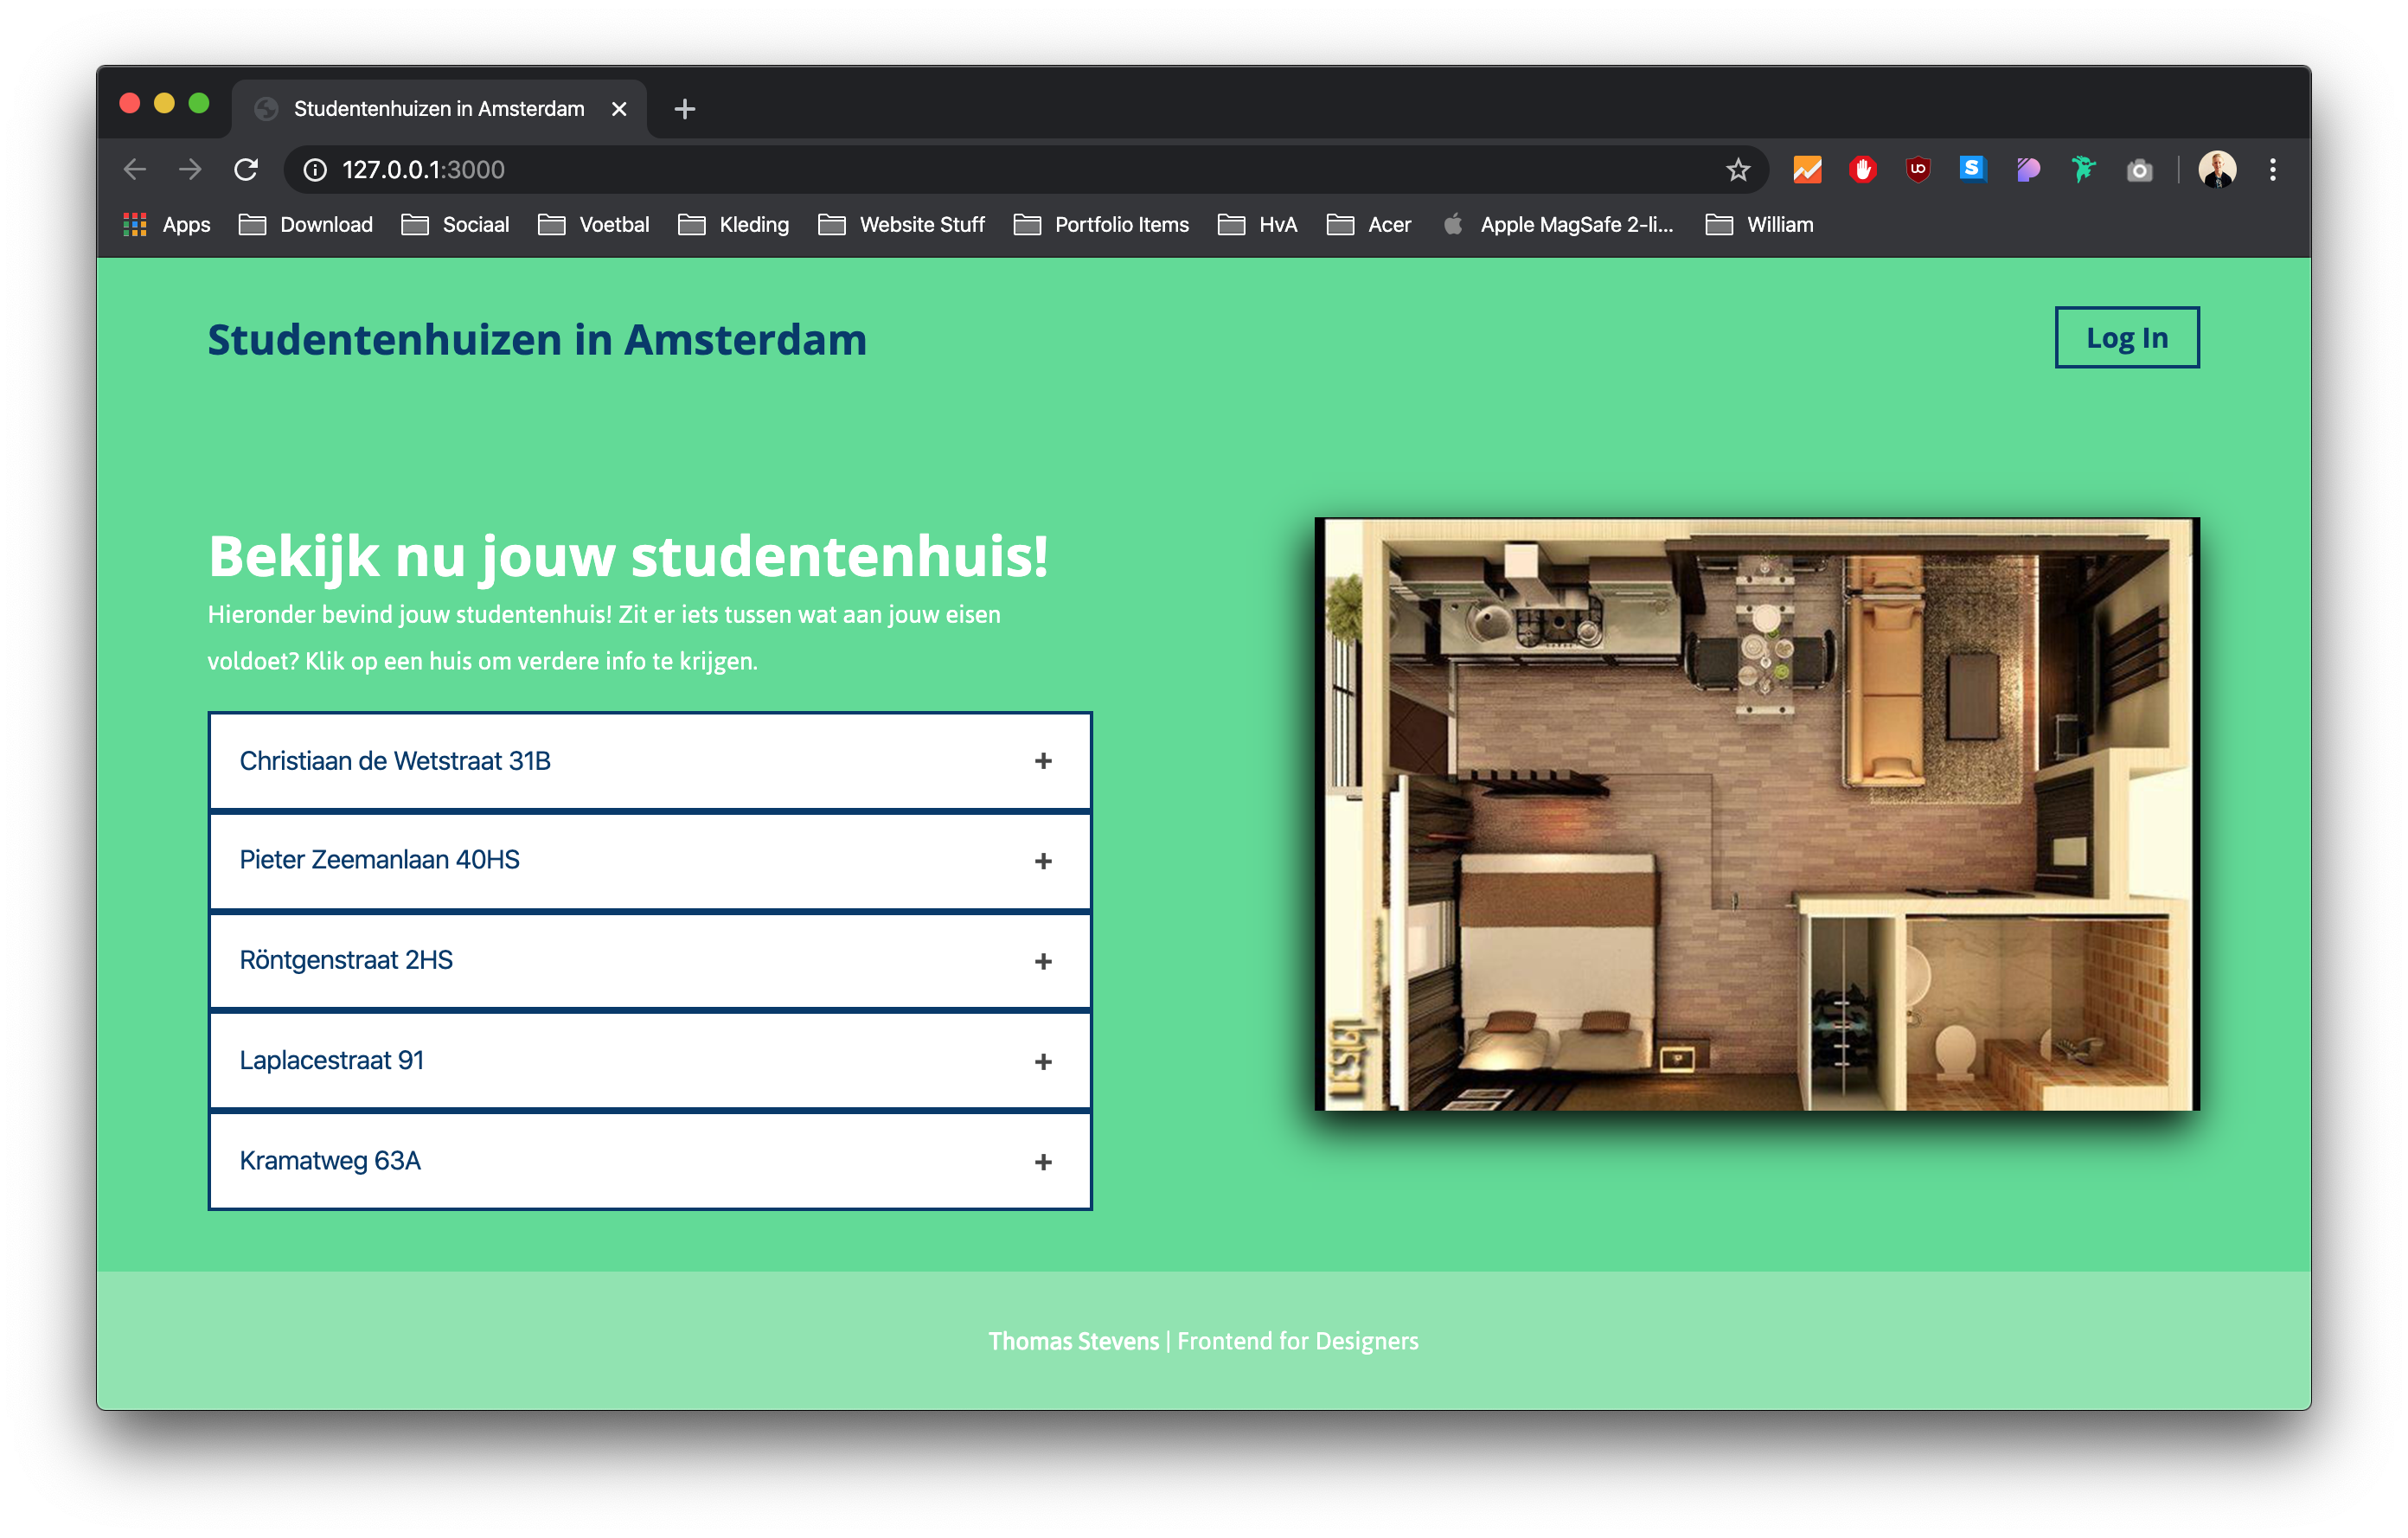 Studentenhuizen in Amsterdam
127.0.0.1:3000
Apps Download Sociaal Voetbal Kleding Website Stuff Portfolio Items HvA Acer Apple MagSafe 2-li... William
Studentenhuizen in Amsterdam
Log In
Bekijk nu jouw studentenhuis!
Hieronder bevind jouw studentenhuis! Zit er iets tussen wat aan jouw eisen
voldoet? Klik op een huis om verdere info te krijgen.
Christiaan de Wetstraat 31B +
Pieter Zeemanlaan 40HS +
Röntgenstraat 2HS +
Laplacestraat 91 +
Kramatweg 63A +
Thomas Stevens | Frontend for Designers